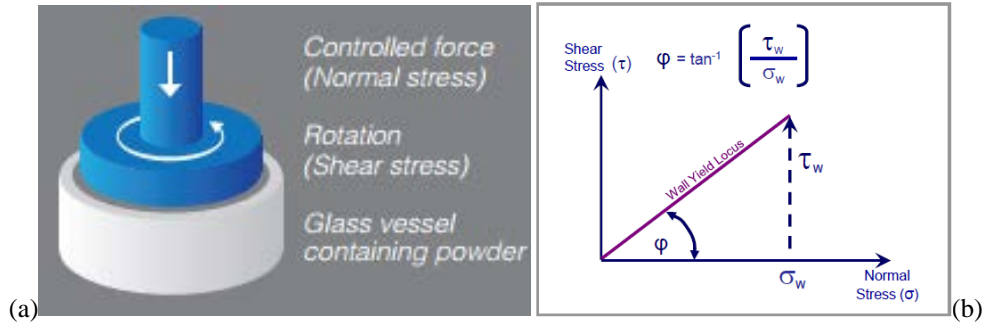 Controlled force
(Normal stress)
Rotation
(Shear stress)
Glass vessel
containing powder
(a)
Shear
Stress (τ)
φ = tan⁻¹ [ τw / σw ]
Wall Yield Locus
τw
φ
σw
Normal
Stress (σ)
(b)